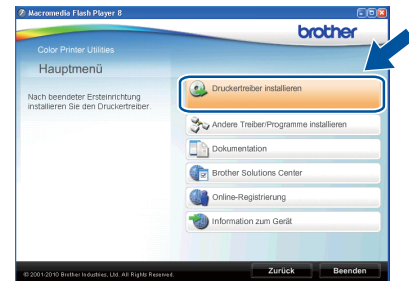 Macromedia Flash Player 8
brother
Color Printer Utilities
Hauptmenü
Nach beendeter Ersteinrichtung
installieren Sie den Druckertreiber.
Druckertreiber installieren
Andere Treiber/Programme installieren
Dokumentation
Brother Solutions Center
Online-Registrierung
Information zum Gerät
© 2001-2010 Brother Industries, Ltd. All Rights Reserved.
Zurück
Beenden